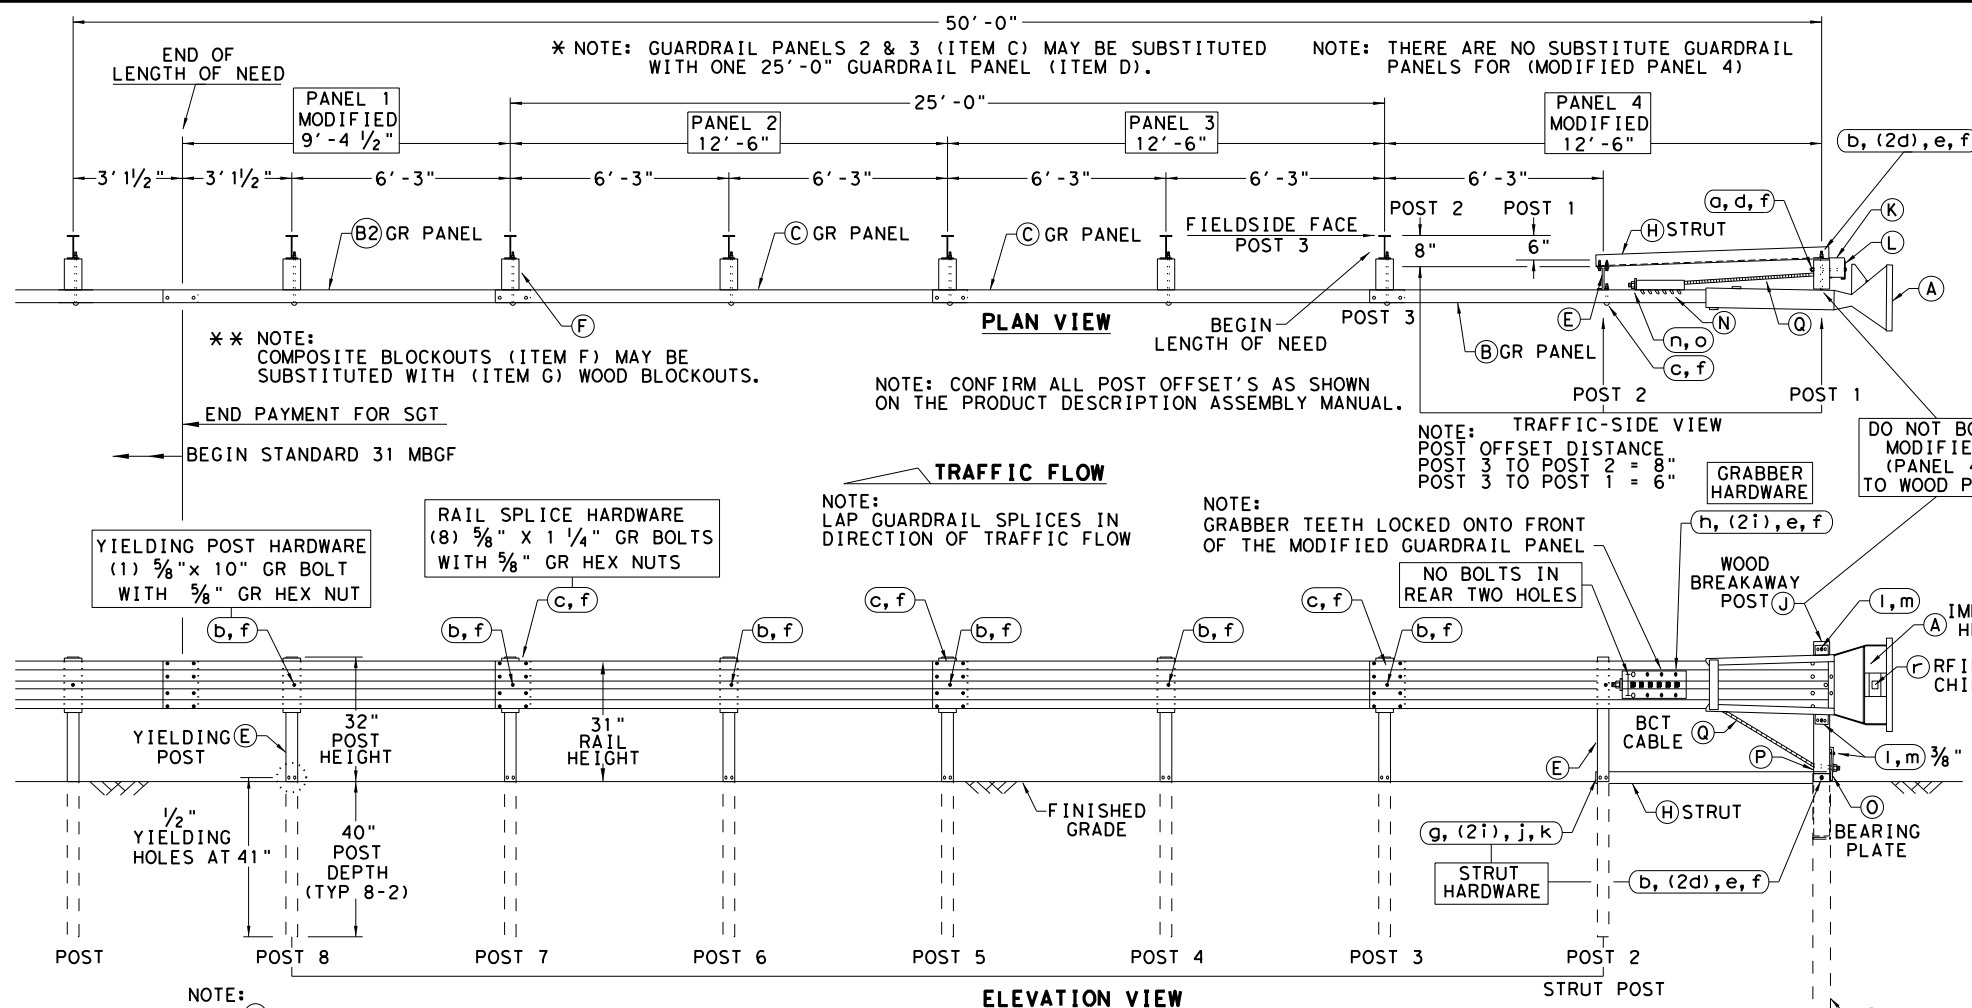 50'-0"
* NOTE: GUARDRAIL PANELS 2 & 3 (ITEM C) MAY BE SUBSTITUTED
WITH ONE 25'-0" GUARDRAIL PANEL (ITEM D).
NOTE: THERE ARE NO SUBSTITUTE GUARDRAIL
PANELS FOR (MODIFIED PANEL 4)
END OF
LENGTH OF NEED
25'-0"
PANEL 1
MODIFIED
9'-4 1/2"
PANEL 2
12'-6"
PANEL 3
12'-6"
PANEL 4
MODIFIED
12'-6"
b, (2d), e, f
3' 1 1/2"
3' 1 1/2"
6'-3"
6'-3"
6'-3"
6'-3"
6'-3"
6'-3"
B2 GR PANEL
C GR PANEL
C GR PANEL
FIELDSIDE FACE
POST 3
POST 2
8"
POST 1
6"
H STRUT
a, d, f
K
L
A
F
PLAN VIEW
BEGIN
LENGTH OF NEED
POST 3
E
n, o
N
Q
c, f
B GR PANEL
** NOTE:
COMPOSITE BLOCKOUTS (ITEM F) MAY BE
SUBSTITUTED WITH (ITEM G) WOOD BLOCKOUTS.
NOTE: CONFIRM ALL POST OFFSET'S AS SHOWN
ON THE PRODUCT DESCRIPTION ASSEMBLY MANUAL.
POST 2
POST 1
TRAFFIC-SIDE VIEW
NOTE:
POST OFFSET DISTANCE
POST 3 TO POST 2 = 8"
POST 3 TO POST 1 = 6"
END PAYMENT FOR SGT
BEGIN STANDARD 31 MBGF
TRAFFIC FLOW
NOTE:
LAP GUARDRAIL SPLICES IN
DIRECTION OF TRAFFIC FLOW
NOTE:
GRABBER TEETH LOCKED ONTO FRONT
OF THE MODIFIED GUARDRAIL PANEL
GRABBER
HARDWARE
h, (2i), e, f
DO NOT
(PANEL
TO WOOD
YIELDING POST HARDWARE
(1) 5/8" x 10" GR BOLT
WITH 5/8" GR HEX NUT
RAIL SPLICE HARDWARE
(8) 5/8" X 1 1/4" GR BOLTS
WITH 5/8" GR HEX NUTS
NO BOLTS IN
REAR TWO HOLES
WOOD
BREAKAWAY
POST J
l, m
A
r
b, f
b, f
c, f
b, f
c, f
b, f
b, f
c, f
b, f
YIELDING E
POST
32"
POST
HEIGHT
31"
RAIL
HEIGHT
BCT
CABLE Q
E
P
l, m 3/8"
1/2"
YIELDING
HOLES AT 41"
40"
POST
DEPTH
(TYP 8-2)
FINISHED
GRADE
g, (2i), j, k
STRUT
HARDWARE
H STRUT
b, (2d), e, f
O
BEARING
PLATE
POST
POST 8
POST 7
POST 6
POST 5
POST 4
POST 3
POST 2
STRUT POST
NOTE:
ELEVATION VIEW